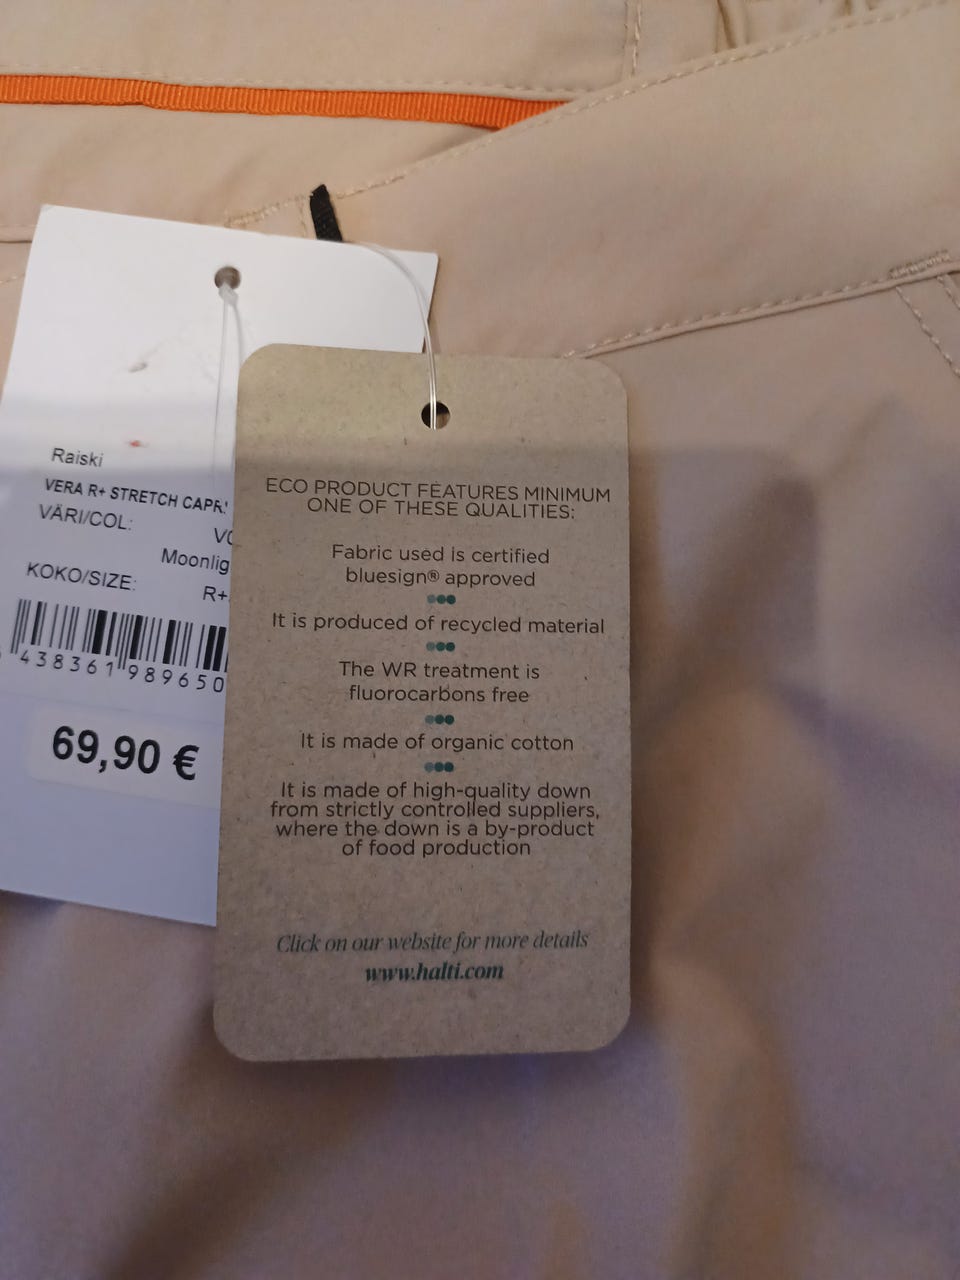 Raiski
VERA R+ STRETCH CAPR
VÄRI/COL:
Moonlig
KOKO/SIZE:
R+
438361 989650
69,90 €
ECO PRODUCT FEATURES MINIMUM
ONE OF THESE QUALITIES:
Fabric used is certified
bluesign® approved
It is produced of recycled material
The WR treatment is
fluorocarbons free
It is made of organic cotton
It is made of high-quality down
from strictly controlled suppliers,
where the down is a by-product
of food production
Click on our website for more details
www.halti.com